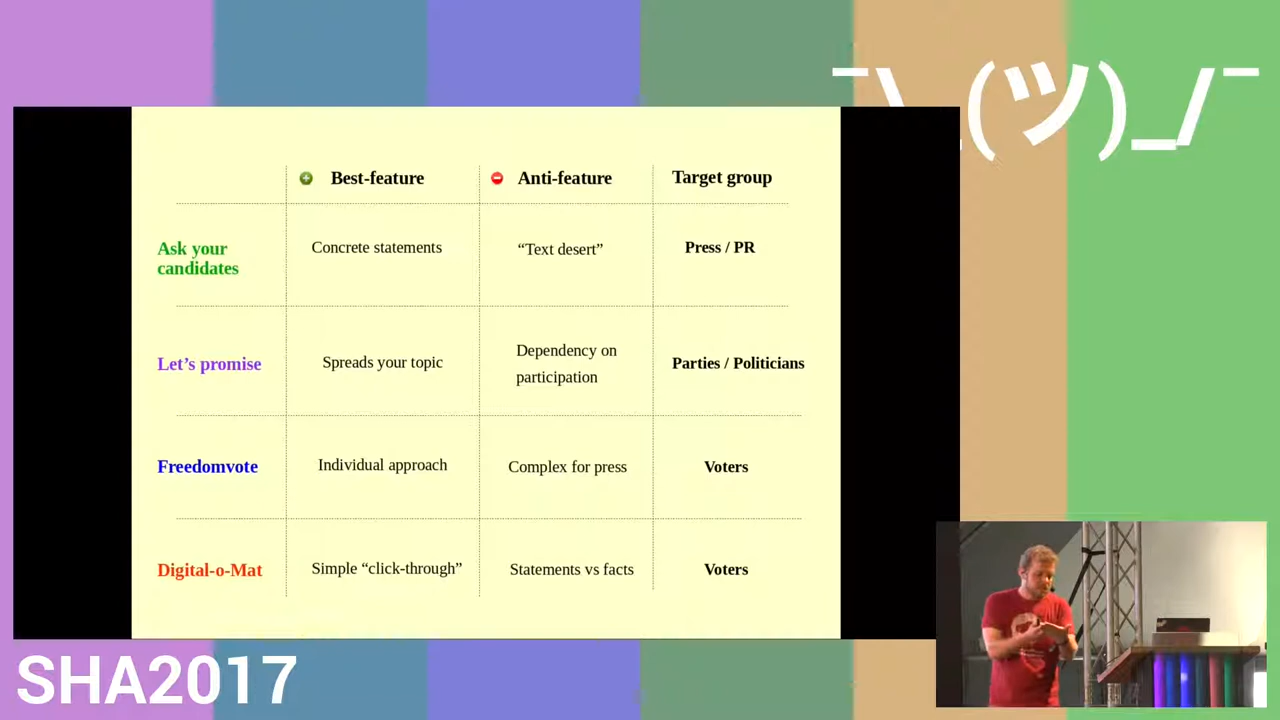 ¯\_(ツ)_/¯
Best-feature Anti-feature Target group
Ask your
candidates
Concrete statements “Text desert” Press / PR
Let’s promise Spreads your topic
Dependency on
participation
Parties / Politicians
Freedomvote Individual approach Complex for press Voters
Digital-o-Mat Simple “click-through” Statements vs facts Voters
SHA2017